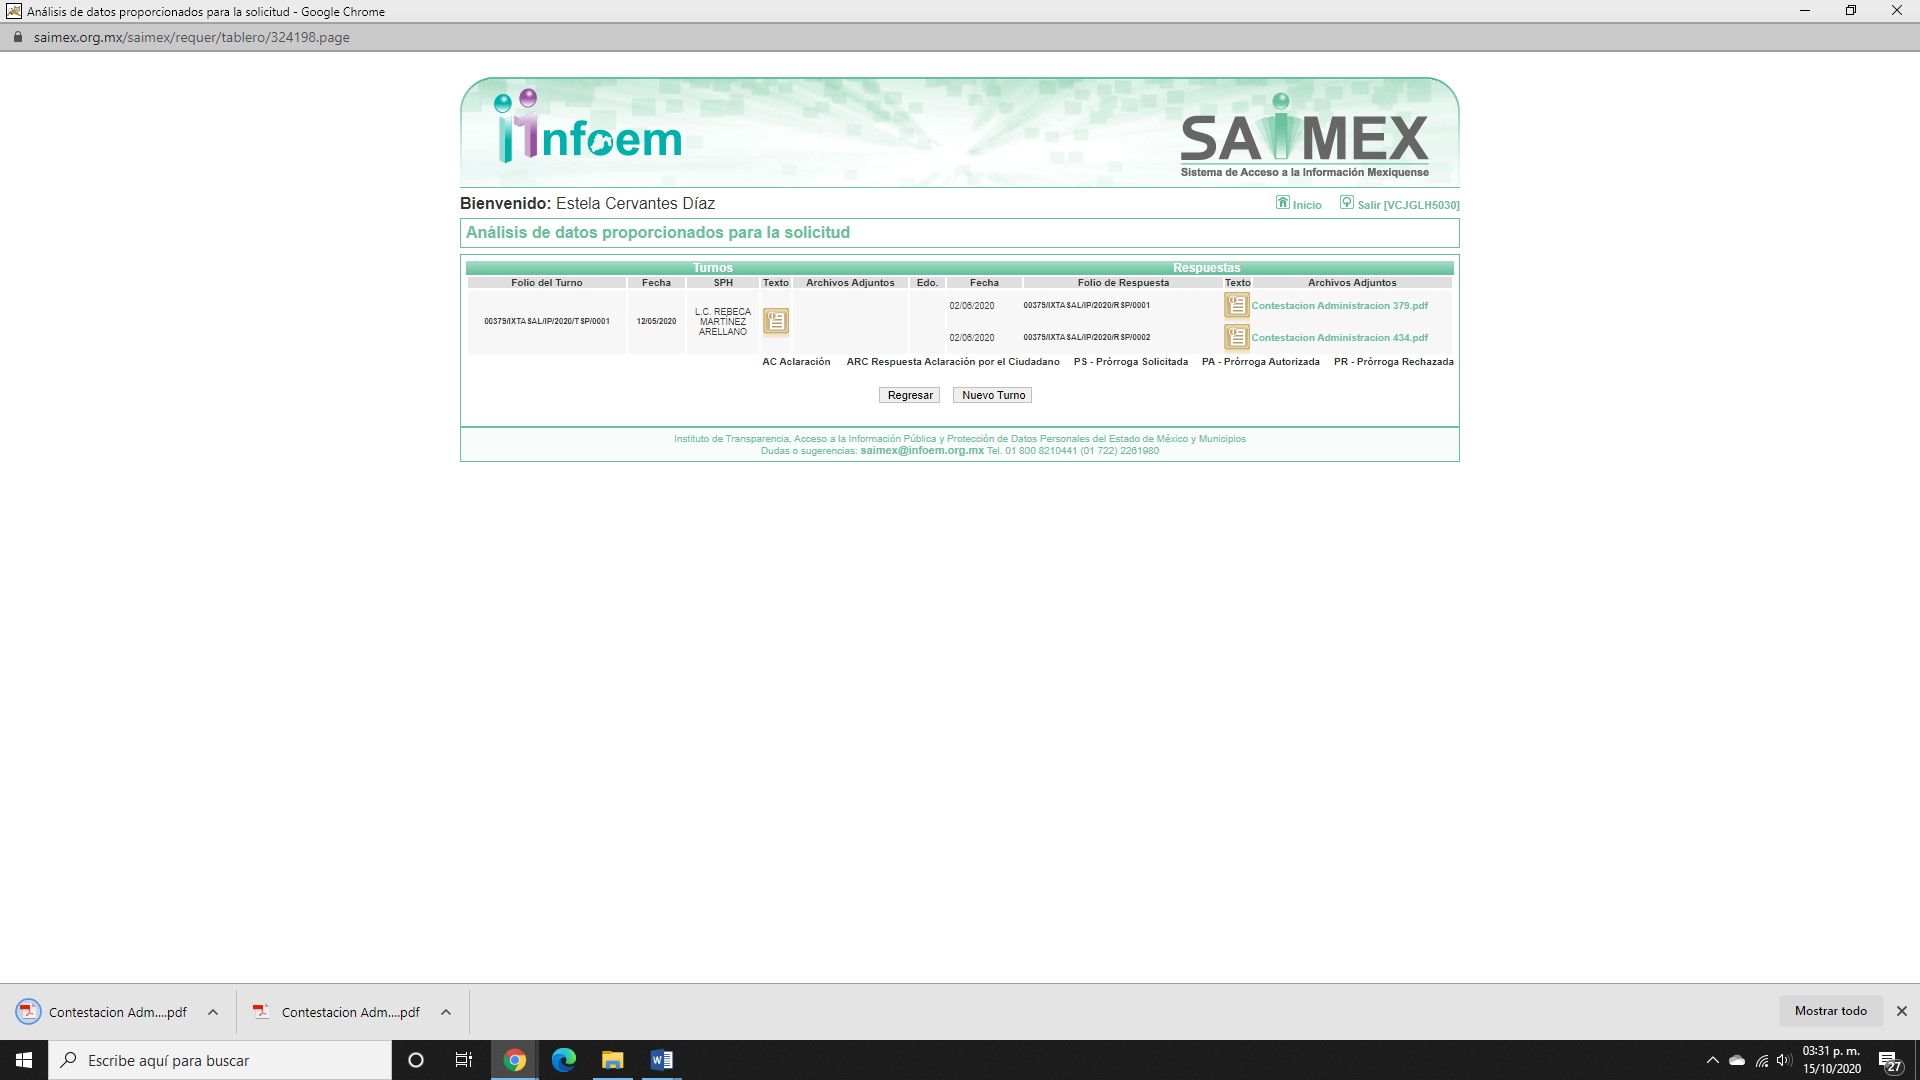 Análisis de datos proporcionados para la solicitud - Google Chrome
saimex.org.mx/saimex/requer/tablero/324198.page
infoem
SAIMEX
Sistema de Acceso a la Información Mexiquense
Bienvenido: Estela Cervantes Díaz
Inicio Salir [VCJGLH5030]
Análisis de datos proporcionados para la solicitud
Turnos Respuestas
Folio del Turno Fecha SPH Texto Archivos Adjuntos Edo. Fecha Folio de Respuesta Texto Archivos Adjuntos
00379/IXTASAL/IP/2020/TSP/0001 12/05/2020 L.C. REBECA MARTINEZ ARELLANO
02/06/2020 00379/IXTASAL/IP/2020/RSP/0001 Contestacion Administracion 379.pdf
02/06/2020 00379/IXTASAL/IP/2020/RSP/0002 Contestacion Administracion 434.pdf
AC Aclaración ARC Respuesta Aclaración por el Ciudadano PS - Prórroga Solicitada PA - Prórroga Autorizada PR - Prórroga Rechazada
Regresar Nuevo Turno
Instituto de Transparencia, Acceso a la Información Pública y Protección de Datos Personales del Estado de México y Municipios
Dudas o sugerencias: saimex@infoem.org.mx Tel. 01 800 8210441 (01 722) 2261980
Contestacion Adm....pdf Contestacion Adm....pdf Mostrar todo
Escribe aquí para buscar
03:31 p. m.
15/10/2020
27